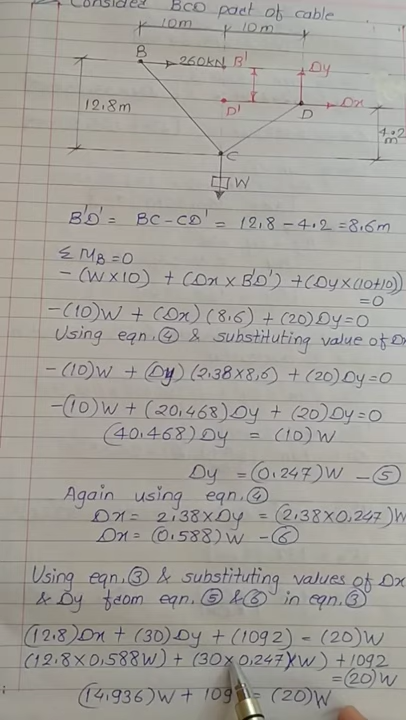 Consider BCD part of cable
10m 10m
B 260kN B' Dy
12.8m D' D Dx 4.2 m
C
W
B'D' = BC - CD' = 12.8 - 4.2 = 8.6m
Σ MB = 0
- (W×10) + (Dx × B'D') + (Dy×(10+10))
= 0
- (10)W + (Dx)(8.6) + (20)Dy = 0
Using eqn. ④ & substituting value of Dx
- (10)W + (Dy)(2.38×8.6) + (20)Dy = 0
- (10)W + (20.468)Dy + (20)Dy = 0
(40.468)Dy = (10)W
Dy = (0.247)W - ⑤
Again using eqn. ④
Dx = 2.38×Dy = (2.38×0.247)W
Dx = (0.588)W - ⑥
Using eqn. ③ & substituting values of Dx
& Dy from eqn. ⑤ & ⑥ in eqn. ③
(12.8)Dx + (30)Dy + (1092) = (20)W
(12.8×0.588W) + (30×0.247)(W) + 1092
= (20)W
(14.936)W + 109 = (20)W